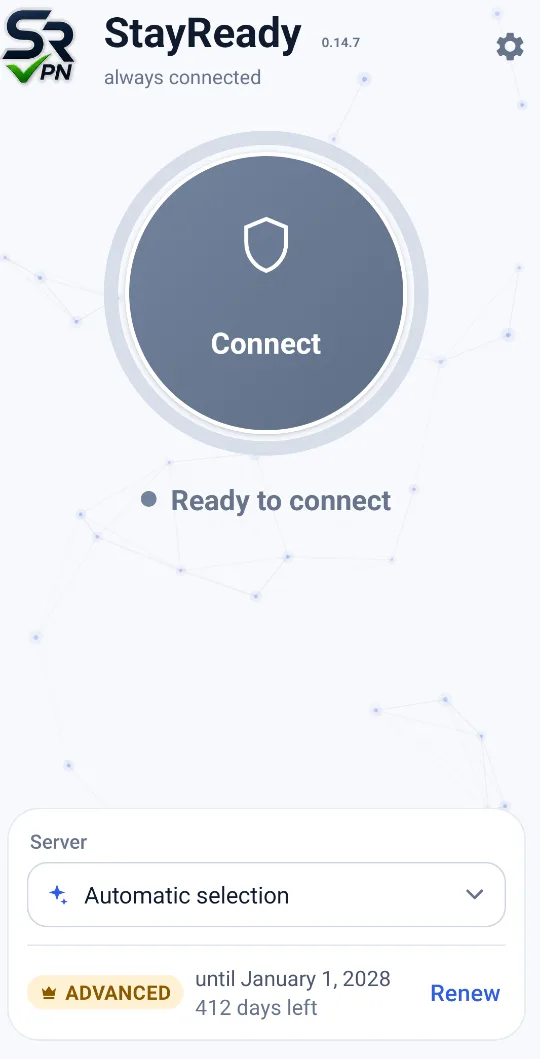 SR
VPN
StayReady 0.14.7
always connected
Connect
Ready to connect
Server
Automatic selection
ADVANCED
until January 1, 2028
412 days left
Renew